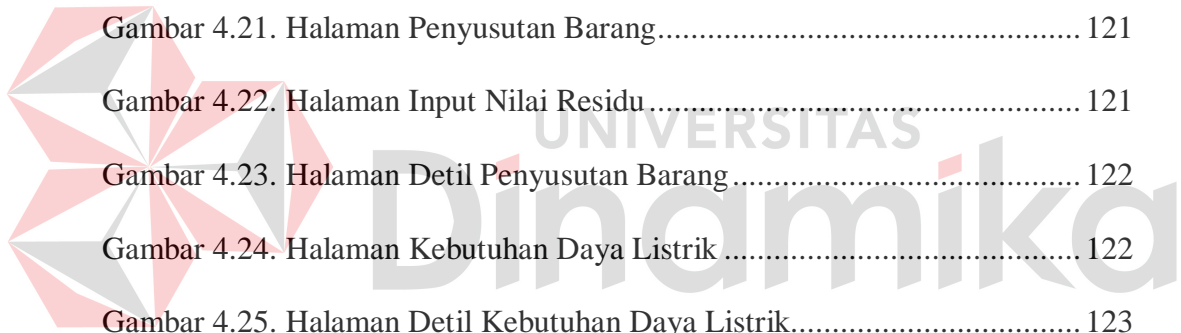 Gambar 4.21. Halaman Penyusutan Barang.................................................. 121
Gambar 4.22. Halaman Input Nilai Residu................................................... 121
UNIVERSITAS
Dinamika
Gambar 4.23. Halaman Detil Penyusutan Barang......................................... 122
Gambar 4.24. Halaman Kebutuhan Daya Listrik.......................................... 122
Gambar 4.25. Halaman Detil Kebutuhan Daya Listrik.................................. 123